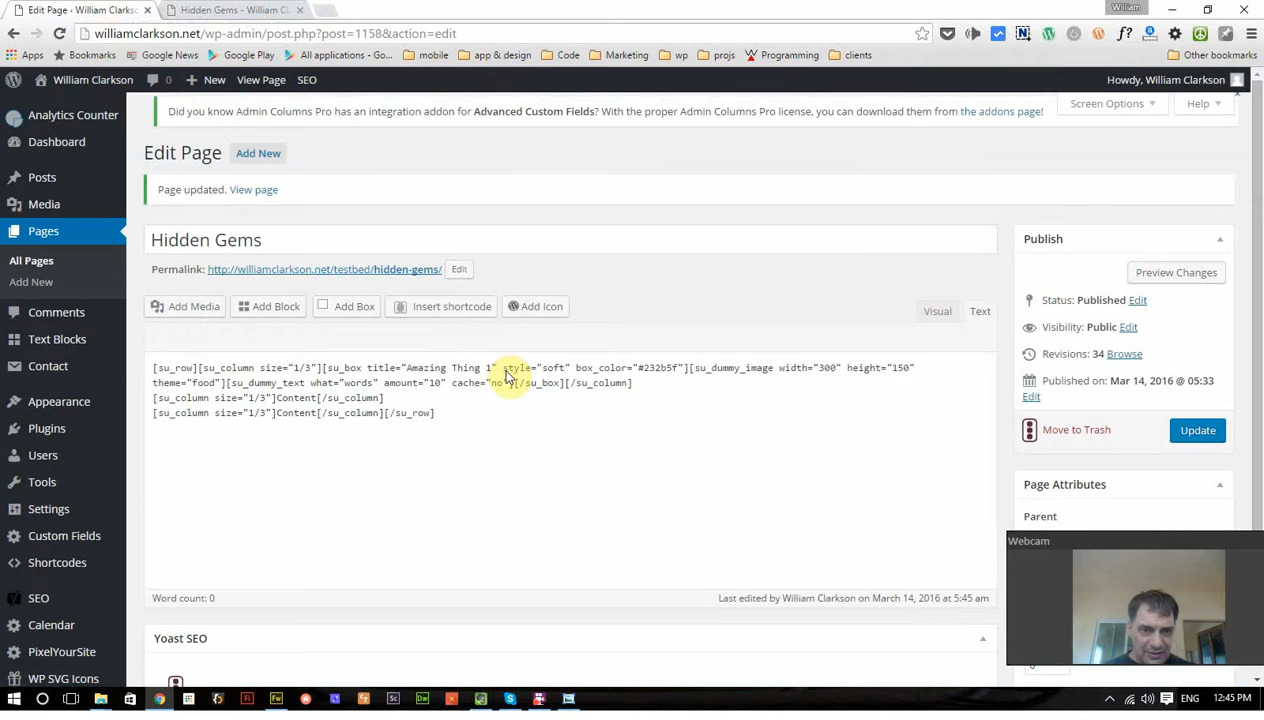 Edit Page ‹ William Clarkson
Hidden Gems - William Cl
William
williamclarkson.net/wp-admin/post.php?post=1158&action=edit
Apps
Bookmarks
Google News
Google Play
All applications - Go...
mobile
app & design
Code
Marketing
wp
projs
Programming
clients
Other bookmarks
William Clarkson
0
New
View Page
SEO
Howdy, William Clarkson
Analytics Counter
Dashboard
Posts
Media
Pages
All Pages
Add New
Comments
Text Blocks
Contact
Appearance
Plugins
Users
Tools
Settings
Custom Fields
Shortcodes
SEO
Calendar
PixelYourSite
WP SVG Icons
Did you know Admin Columns Pro has an integration addon for Advanced Custom Fields? With the proper Admin Columns Pro license, you can download them from the addons page!
Screen Options
Help
Edit Page
Add New
Page updated. View page
Hidden Gems
Permalink: http://williamclarkson.net/testbed/hidden-gems/
Edit
Add Media
Add Block
Add Box
Insert shortcode
Add Icon
Visual
Text
[su_row][su_column size="1/3"][su_box title="Amazing Thing 1" style="soft" box_color="#232b5f"][su_dummy_image width="300" height="150"
theme="food"][su_dummy_text what="words" amount="10" cache="no"][/su_box][/su_column]
[su_column size="1/3"]Content[/su_column]
[su_column size="1/3"]Content[/su_column][/su_row]
Word count: 0
Last edited by William Clarkson on March 14, 2016 at 5:45 am
Yoast SEO
Publish
Preview Changes
Status: Published Edit
Visibility: Public Edit
Revisions: 34 Browse
Published on: Mar 14, 2016 @ 05:33
Edit
Move to Trash
Update
Page Attributes
Parent
Webcam
ENG
12:45 PM